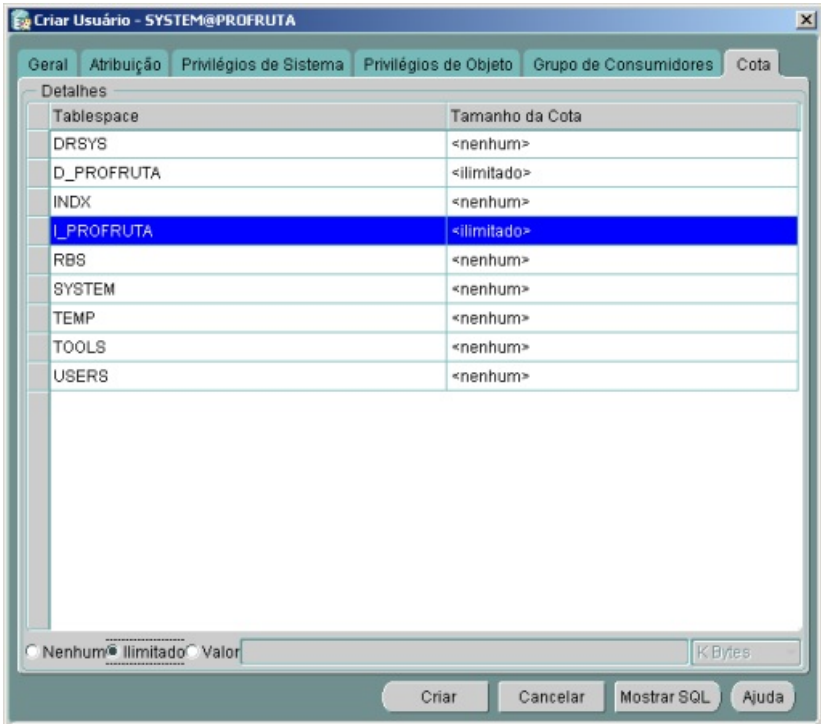 Criar Usuário - SYSTEM@PROFRUTA
Geral Atribuição Privilégios de Sistema Privilégios de Objeto Grupo de Consumidores Cota
Detalhes
Tablespace Tamanho da Cota
DRSYS <nenhum>
D_PROFRUTA <ilimitado>
INDX <nenhum>
I_PROFRUTA <ilimitado>
RBS <nenhum>
SYSTEM <nenhum>
TEMP <nenhum>
TOOLS <nenhum>
USERS <nenhum>
Nenhum Ilimitado Valor K Bytes
Criar Cancelar Mostrar SQL Ajuda